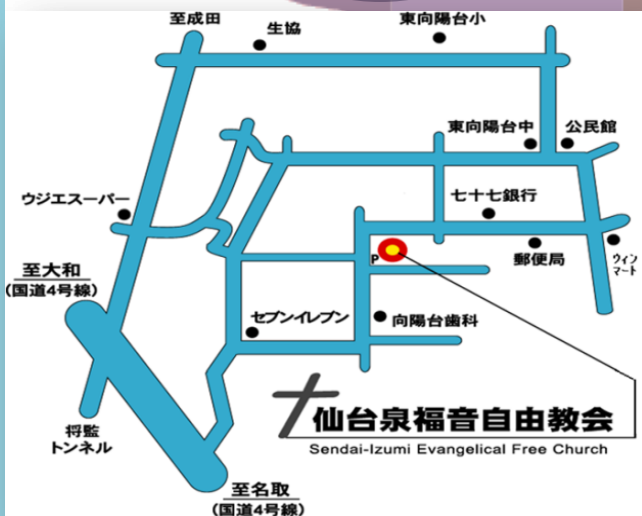 至成田
生協
東向陽台小
東向陽台中
公民館
ウジエスーパー
七十七銀行
至大和
(国道4号線)
P
郵便局
ウィン
マート
セブンイレブン
向陽台歯科
将監
トンネル
仙台泉福音自由教会
Sendai-Izumi Evangelical Free Church
至名取
(国道4号線)